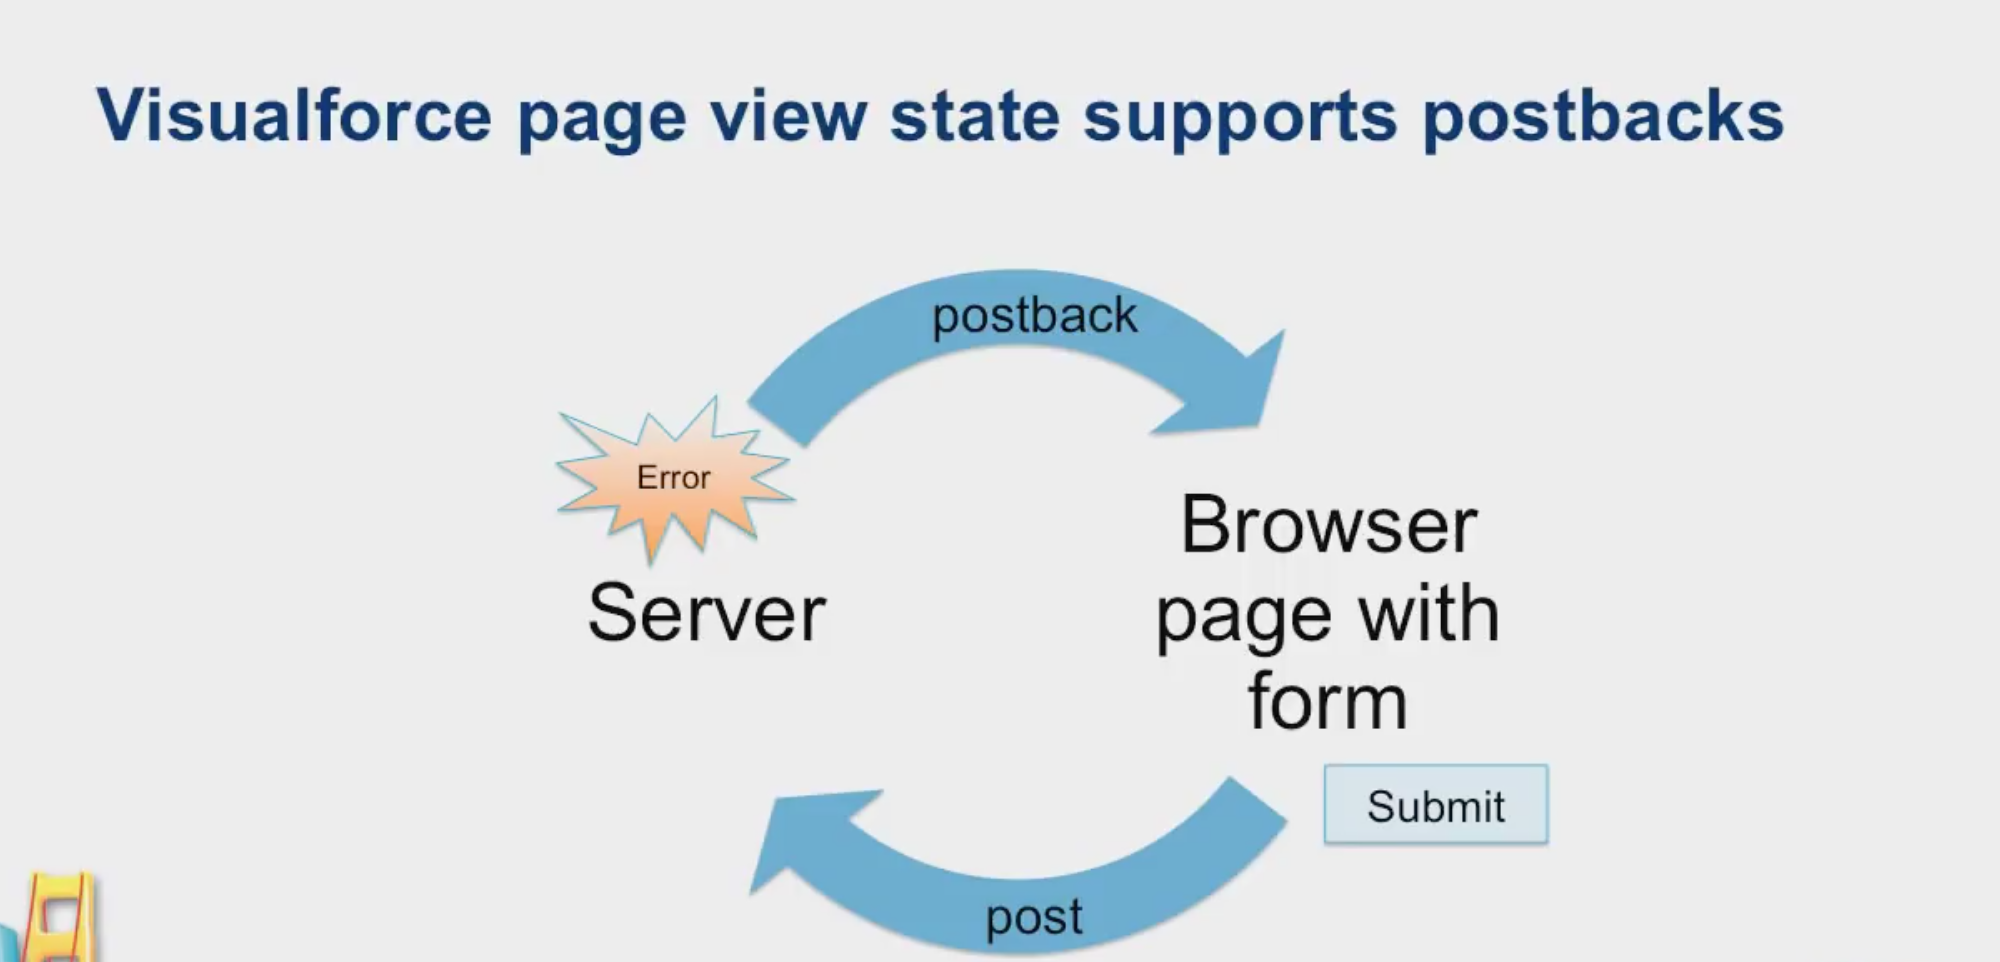 Visualforce page view state supports postbacks
postback
Error
Server
Browser
page with
form
Submit
post